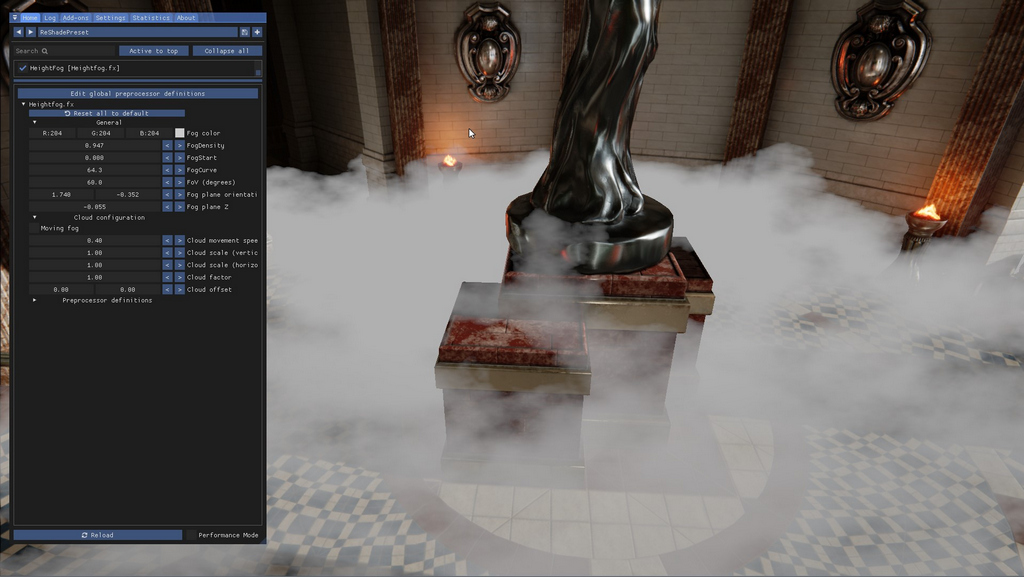 Home Log Add-ons Settings Statistics About
ReShadePreset
Search Active to top Collapse all
HeightFog [Heightfog.fx]
Edit global preprocessor definitions
Heightfog.fx
Reset all to default
General
R:204 G:204 B:204 Fog color
0.947 < > FogDensity
0.000 < > FogStart
64.3 < > FogCurve
60.0 < > FoV (degrees)
1.740 -0.352 < > Fog plane orientati
-0.055 < > Fog plane Z
Cloud configuration
Moving fog
0.40 < > Cloud movement spee
1.00 < > Cloud scale (vertic
1.00 < > Cloud scale (horizo
1.00 < > Cloud factor
0.00 0.00 < > Cloud offset
Preprocessor definitions
Reload Performance Mode